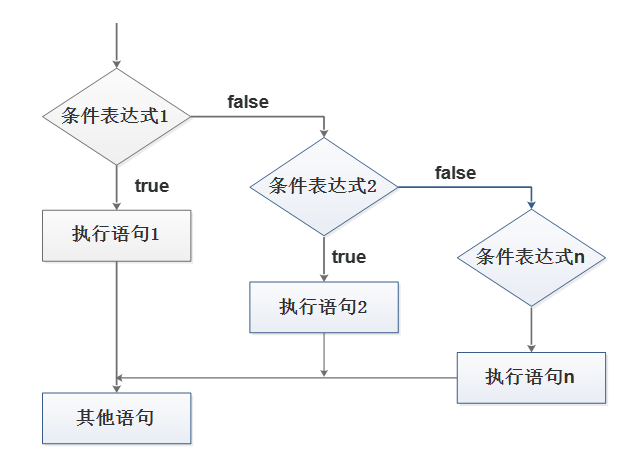 false
条件表达式1
false
条件表达式2
true
执行语句1
true
条件表达式n
执行语句2
执行语句n
其他语句